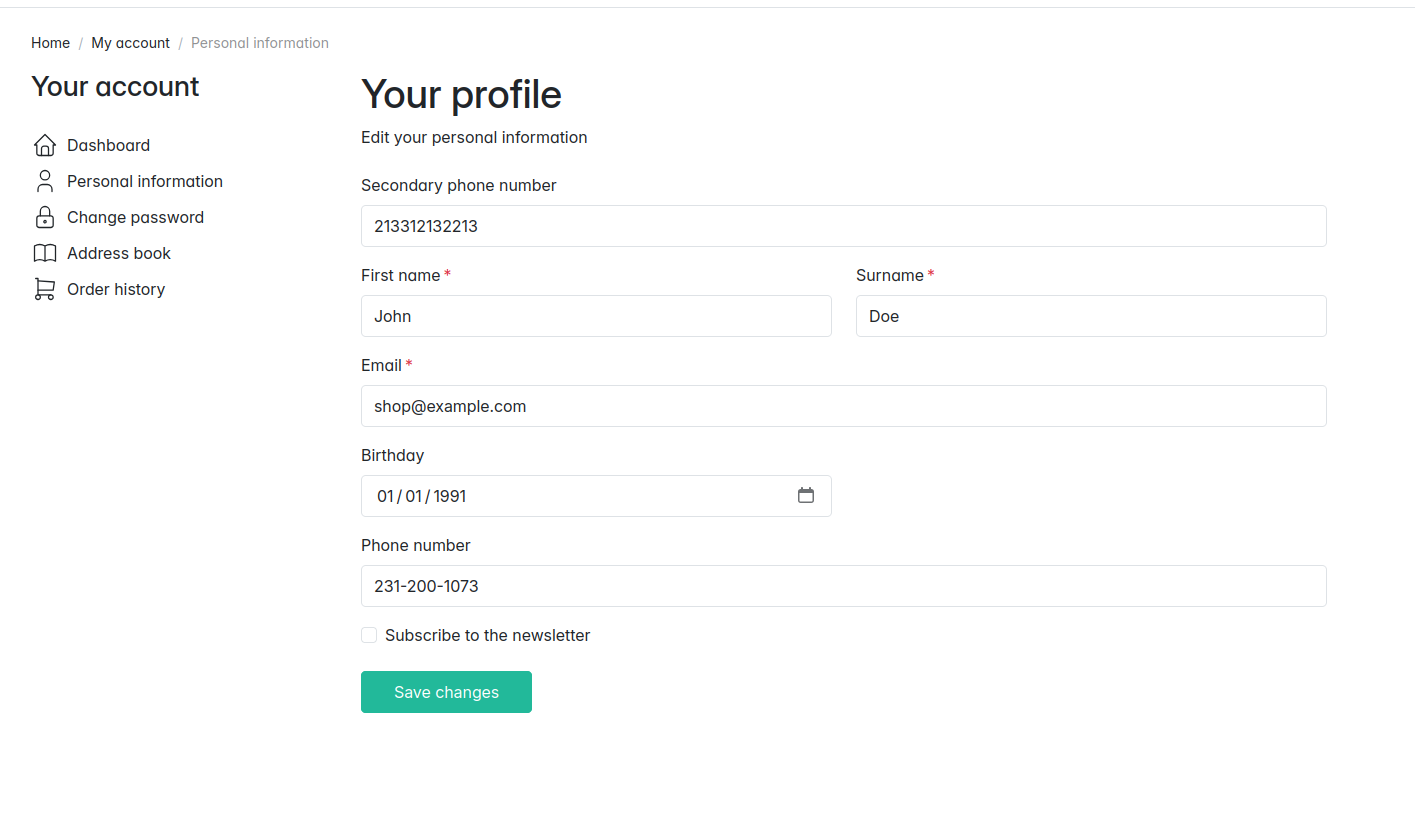 Home / My account / Personal information
Your account
Dashboard
Personal information
Change password
Address book
Order history
Your profile
Edit your personal information
Secondary phone number
213312132213
First name * Surname *
John Doe
Email *
shop@example.com
Birthday
01/01/1991
Phone number
231-200-1073
Subscribe to the newsletter
Save changes